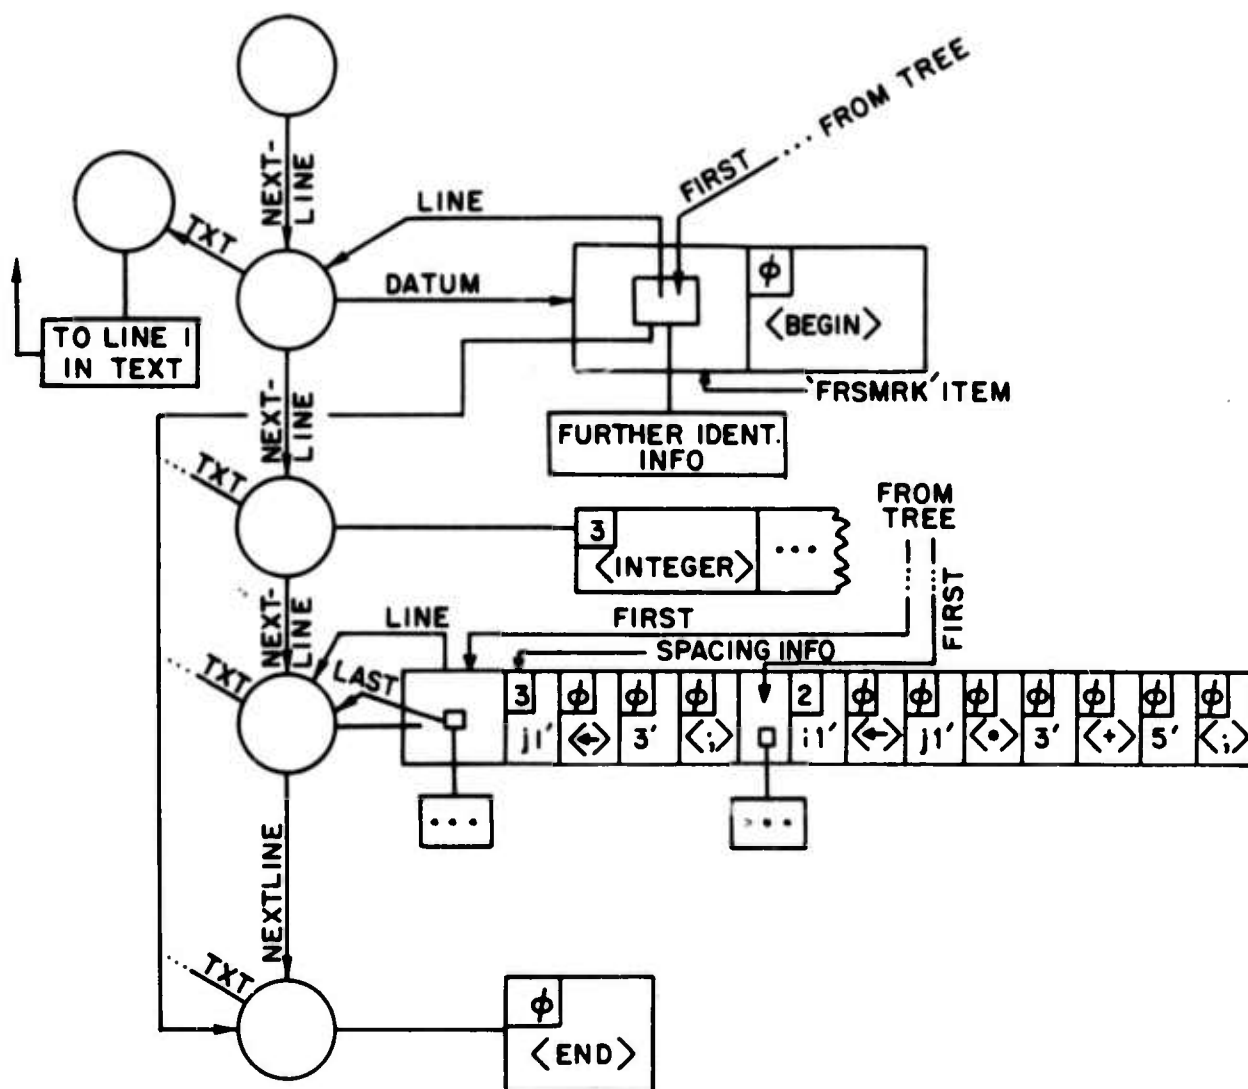 FROM TREE
...
FIRST
NEXT-
LINE
TXT
LINE
DATUM
ϕ
<BEGIN>
TO LINE 1
IN TEXT
'FRSMRK' ITEM
NEXT-
LINE
FURTHER IDENT.
INFO
...TXT
FROM
TREE
3
<INTEGER>
...
NEXT-
LINE
LINE
FIRST
FIRST
SPACING INFO
...TXT
LAST
3 ϕ ϕ ϕ 2 ϕ ϕ ϕ ϕ ϕ ϕ ϕ
j1' <←> 3' <;> i1' <←> j1' <*> 3' <+> 5' <;>
...
NEXTLINE
...TXT
ϕ
<END>